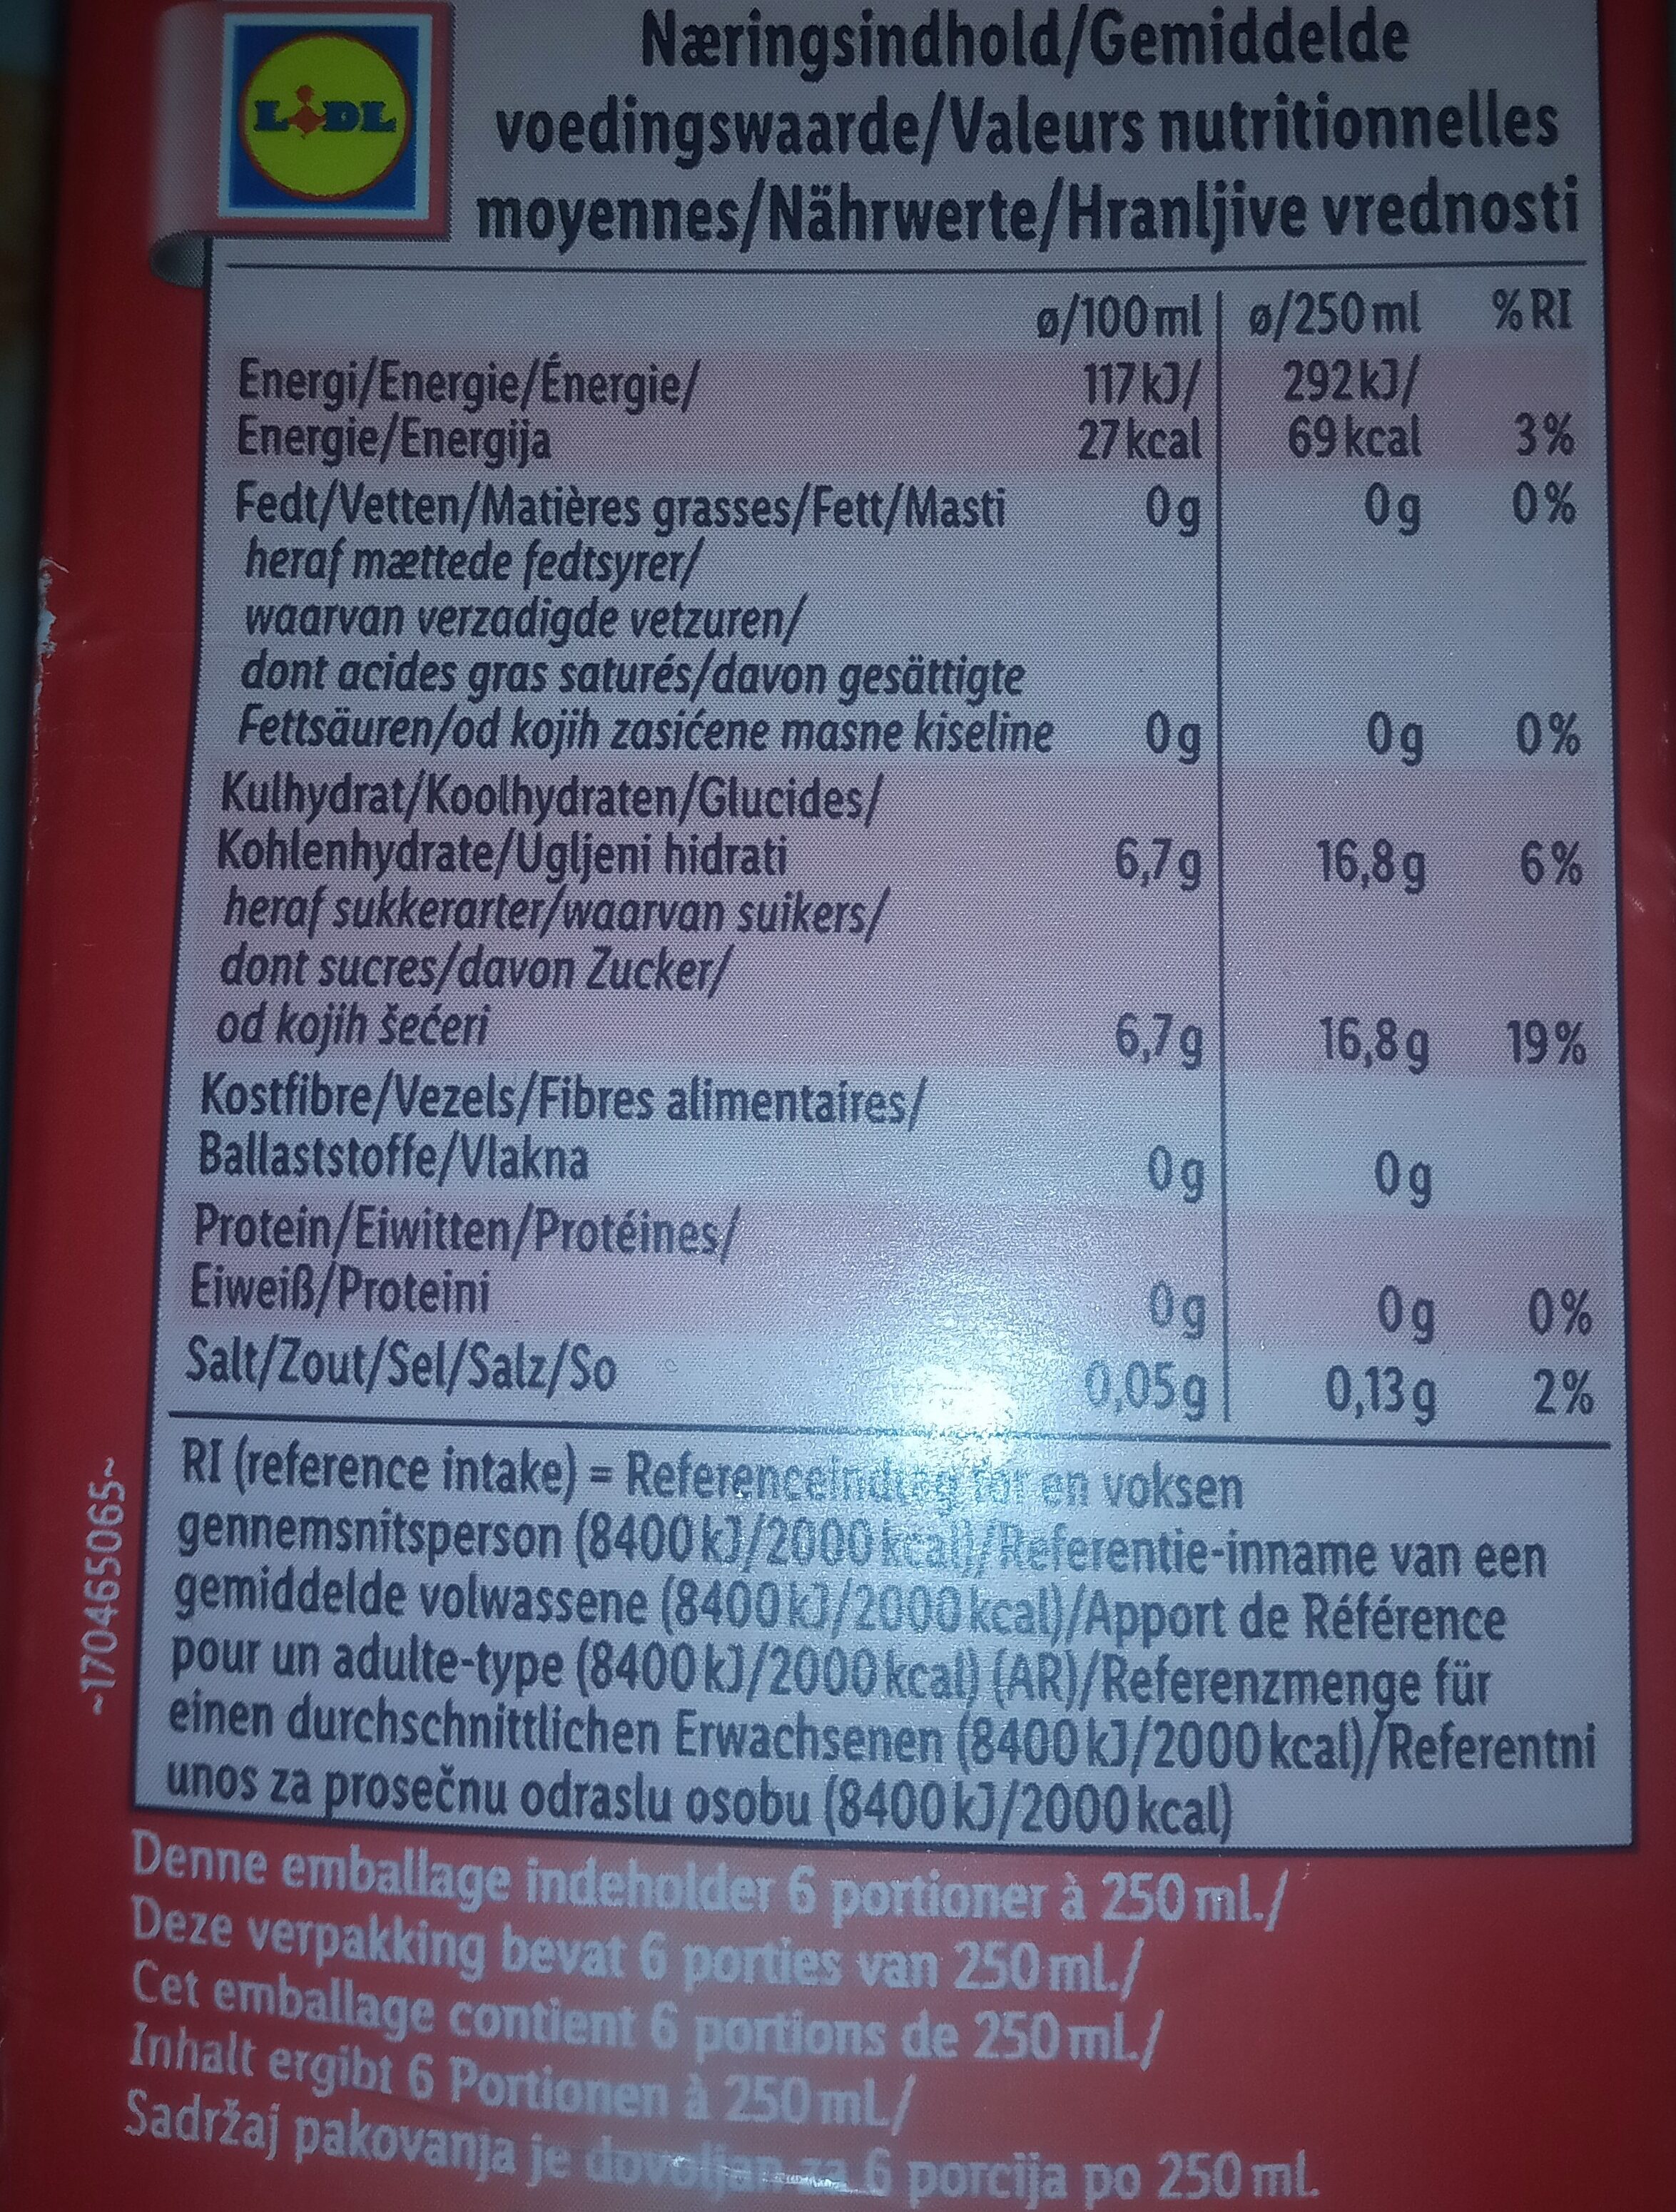 LIDL
Næringsindhold/Gemiddelde
voedingswaarde/Valeurs nutritionnelles
moyennes/Nährwerte/Hranljive vrednosti
ø/100 ml ø/250 ml % RI
Energi/Energie/Énergie/ 117 kJ/ 292 kJ/
Energie/Energija 27 kcal 69 kcal 3%
Fedt/Vetten/Matières grasses/Fett/Masti 0 g 0 g 0%
heraf mættede fedtsyrer/
waarvan verzadigde vetzuren/
dont acides gras saturés/davon gesättigte
Fettsäuren/od kojih zasićene masne kiseline 0 g 0 g 0%
Kulhydrat/Koolhydraten/Glucides/
Kohlenhydrate/Ugljeni hidrati 6,7 g 16,8 g 6%
heraf sukkerarter/waarvan suikers/
dont sucres/davon Zucker/
od kojih šećeri 6,7 g 16,8 g 19%
Kostfibre/Vezels/Fibres alimentaires/
Ballaststoffe/Vlakna 0 g 0 g
Protein/Eiwitten/Protéines/
Eiweiß/Proteini 0 g 0 g 0%
Salt/Zout/Sel/Salz/So 0,05 g 0,13 g 2%
RI (reference intake) = Referenceindtag for en voksen
gennemsnitsperson (8400 kJ/2000 kcal)/Referentie-inname van een
gemiddelde volwassene (8400 kJ/2000 kcal)/Apport de Référence
pour un adulte-type (8400 kJ/2000 kcal) (AR)/Referenzmenge für
einen durchschnittlichen Erwachsenen (8400 kJ/2000 kcal)/Referentni
unos za prosečnu odraslu osobu (8400 kJ/2000 kcal)
~170465065~
Denne emballage indeholder 6 portioner à 250 ml./
Deze verpakking bevat 6 porties van 250 ml./
Cet emballage contient 6 portions de 250 ml./
Inhalt ergibt 6 Portionen à 250 ml./
Sadržaj pakovanja je dovoljan za 6 porcija po 250 ml.